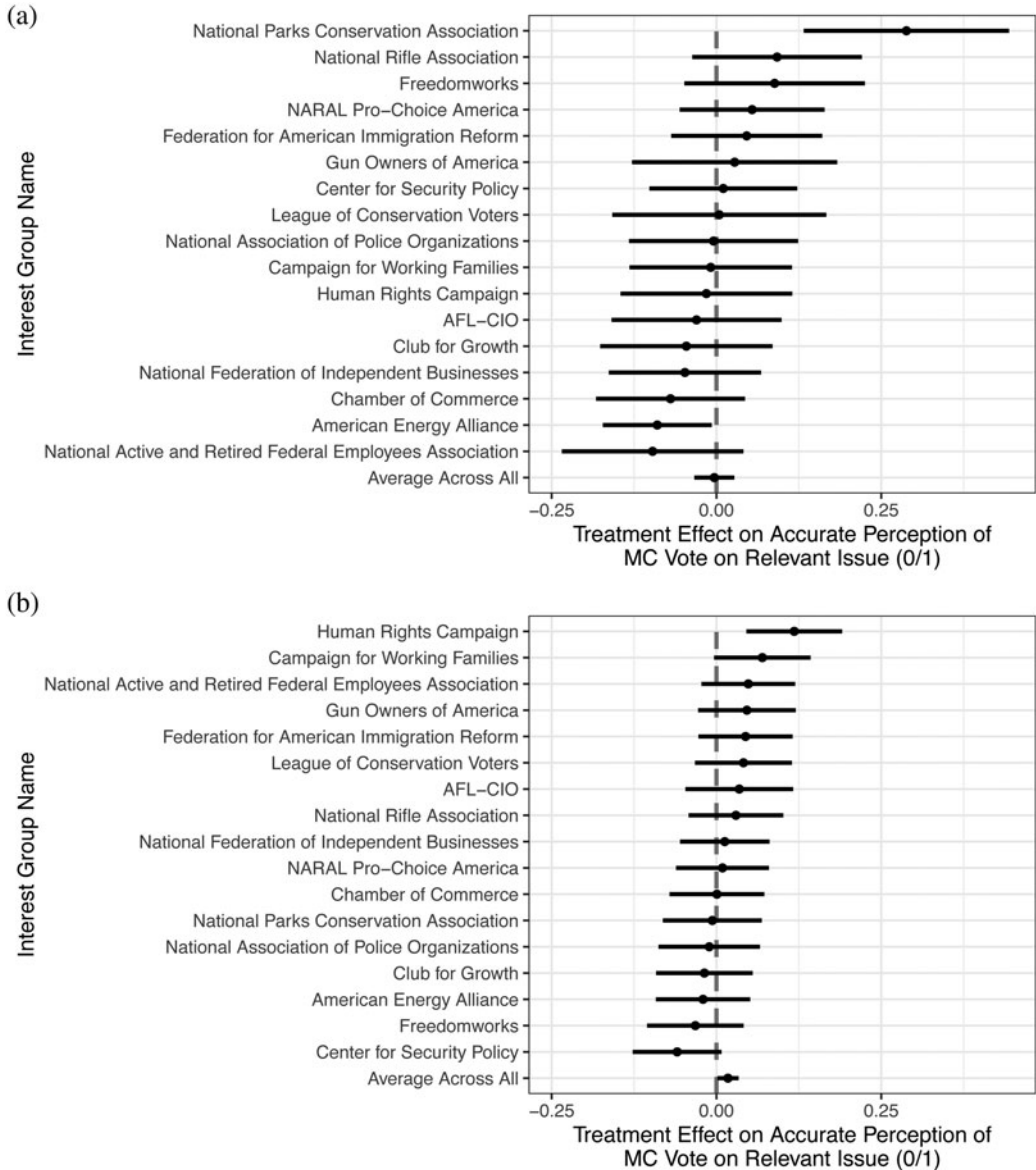 (a)
Interest Group Name
National Parks Conservation Association
National Rifle Association
Freedomworks
NARAL Pro−Choice America
Federation for American Immigration Reform
Gun Owners of America
Center for Security Policy
League of Conservation Voters
National Association of Police Organizations
Campaign for Working Families
Human Rights Campaign
AFL−CIO
Club for Growth
National Federation of Independent Businesses
Chamber of Commerce
American Energy Alliance
National Active and Retired Federal Employees Association
Average Across All
−0.25 0.00 0.25
Treatment Effect on Accurate Perception of
MC Vote on Relevant Issue (0/1)
(b)
Interest Group Name
Human Rights Campaign
Campaign for Working Families
National Active and Retired Federal Employees Association
Gun Owners of America
Federation for American Immigration Reform
League of Conservation Voters
AFL−CIO
National Rifle Association
National Federation of Independent Businesses
NARAL Pro−Choice America
Chamber of Commerce
National Parks Conservation Association
National Association of Police Organizations
Club for Growth
American Energy Alliance
Freedomworks
Center for Security Policy
Average Across All
−0.25 0.00 0.25
Treatment Effect on Accurate Perception of
MC Vote on Relevant Issue (0/1)